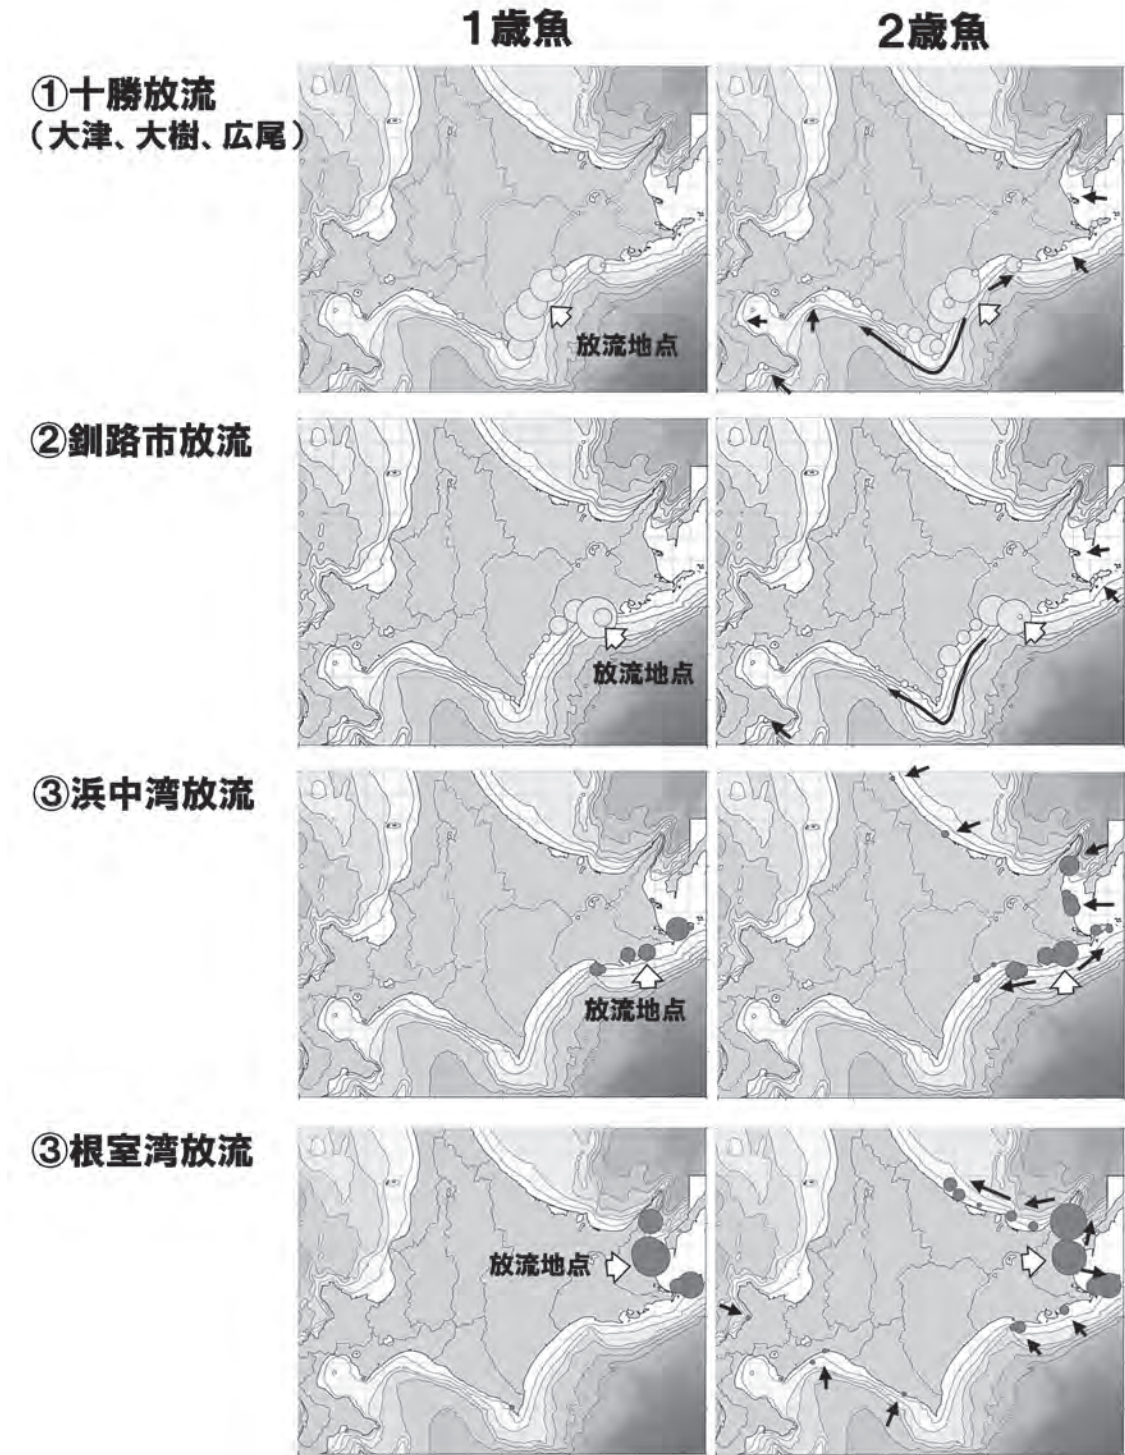 1歳魚
2歳魚
①十勝放流
(大津、大樹、広尾)
放流地点
②釧路市放流
放流地点
③浜中湾放流
放流地点
③根室湾放流
放流地点